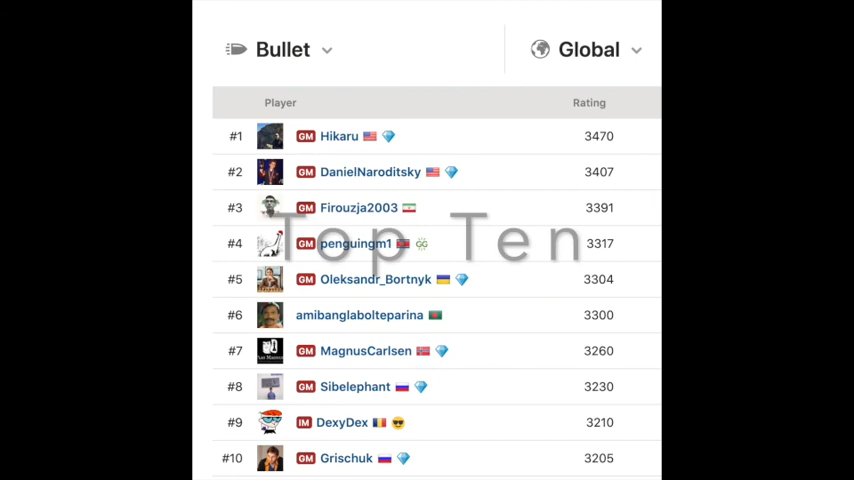 Bullet Global
Player Rating
#1 GM Hikaru 3470
#2 GM DanielNaroditsky 3407
#3 GM Firouzja2003 3391
Top Ten
#4 GM penguingm1 GG 3317
#5 GM Oleksandr_Bortnyk 3304
#6 amibanglabolteparina 3300
#7 GM MagnusCarlsen 3260
#8 GM Sibelephant 3230
#9 IM DexyDex 3210
#10 GM Grischuk 3205